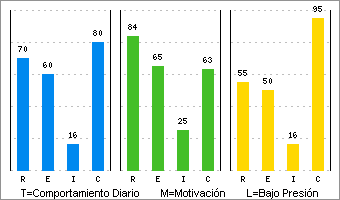 70 60 16 80
84 65 25 63
55 50 16 95
R E I C R E I C R E I C
T=Comportamiento Diario M=Motivación L=Bajo Presión